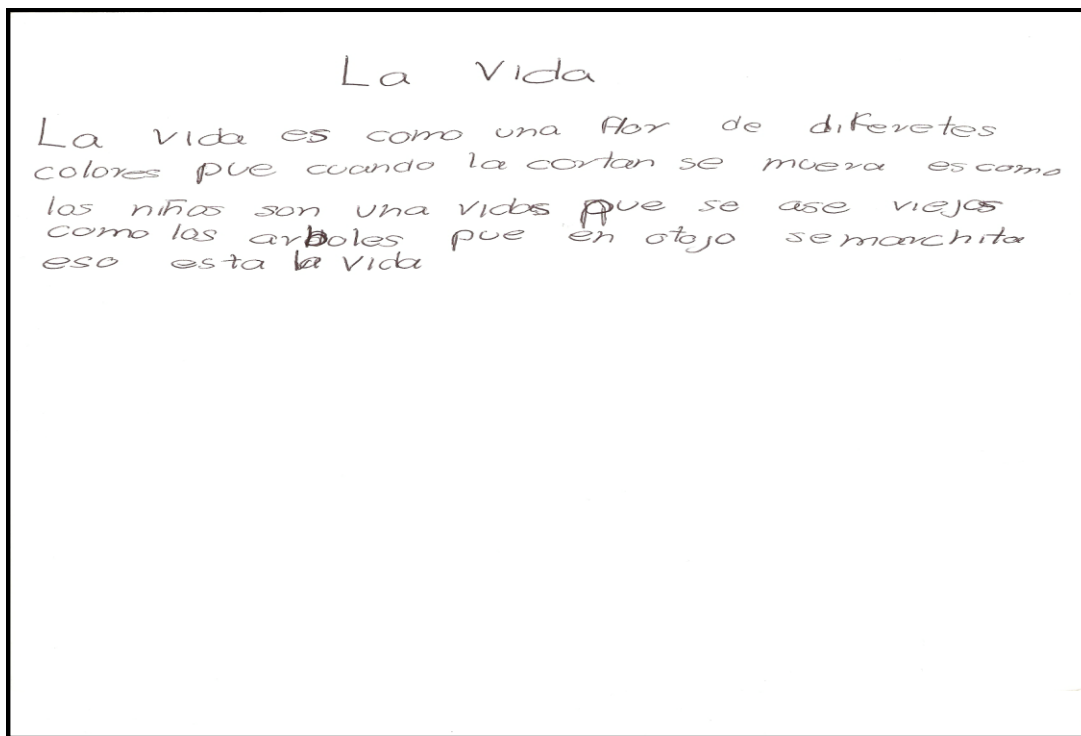 La Vida
La vida es como una flor de diferetes
colores pue cuando la cortan se muera es como
los niños son una vidas que se ase viejos
como los arboles pue en otojo se marchita
eso esta la vida